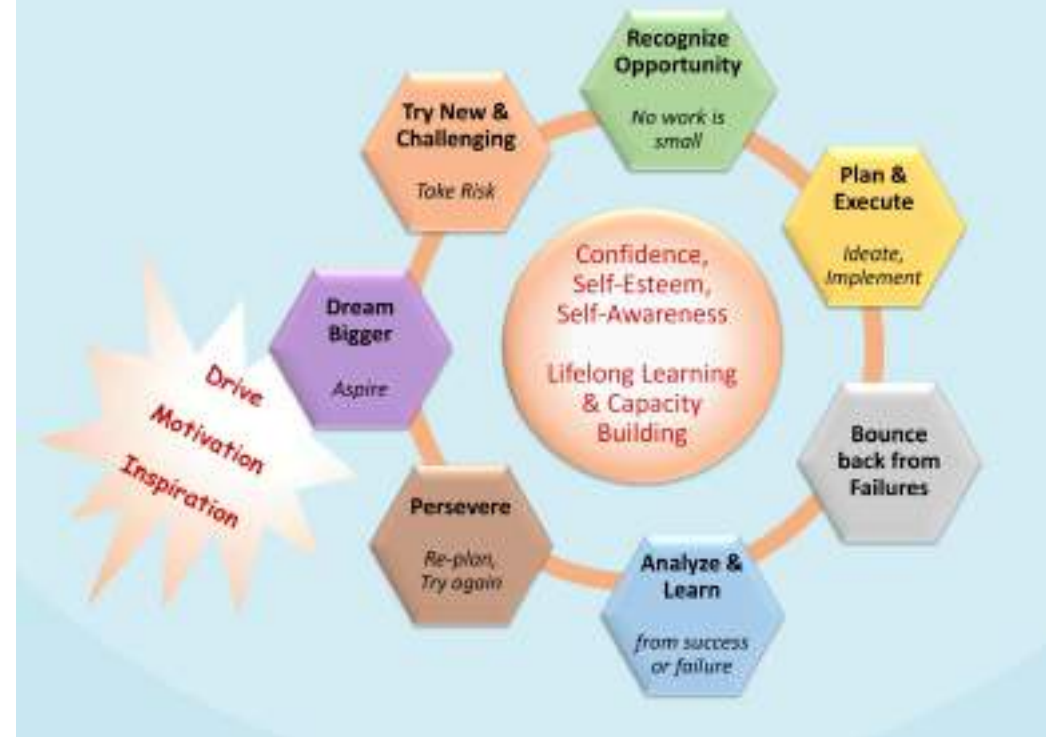 Recognize
Opportunity
No work is
small
Try New &
Challenging
Take Risk
Plan &
Execute
Ideate,
Implement
Confidence,
Self-Esteem,
Self-Awareness
Lifelong Learning
& Capacity
Building
Dream
Bigger
Aspire
Drive
Motivation
Inspiration
Bounce
back from
Failures
Persevere
Re-plan,
Try again
Analyze &
Learn
from success
or failure